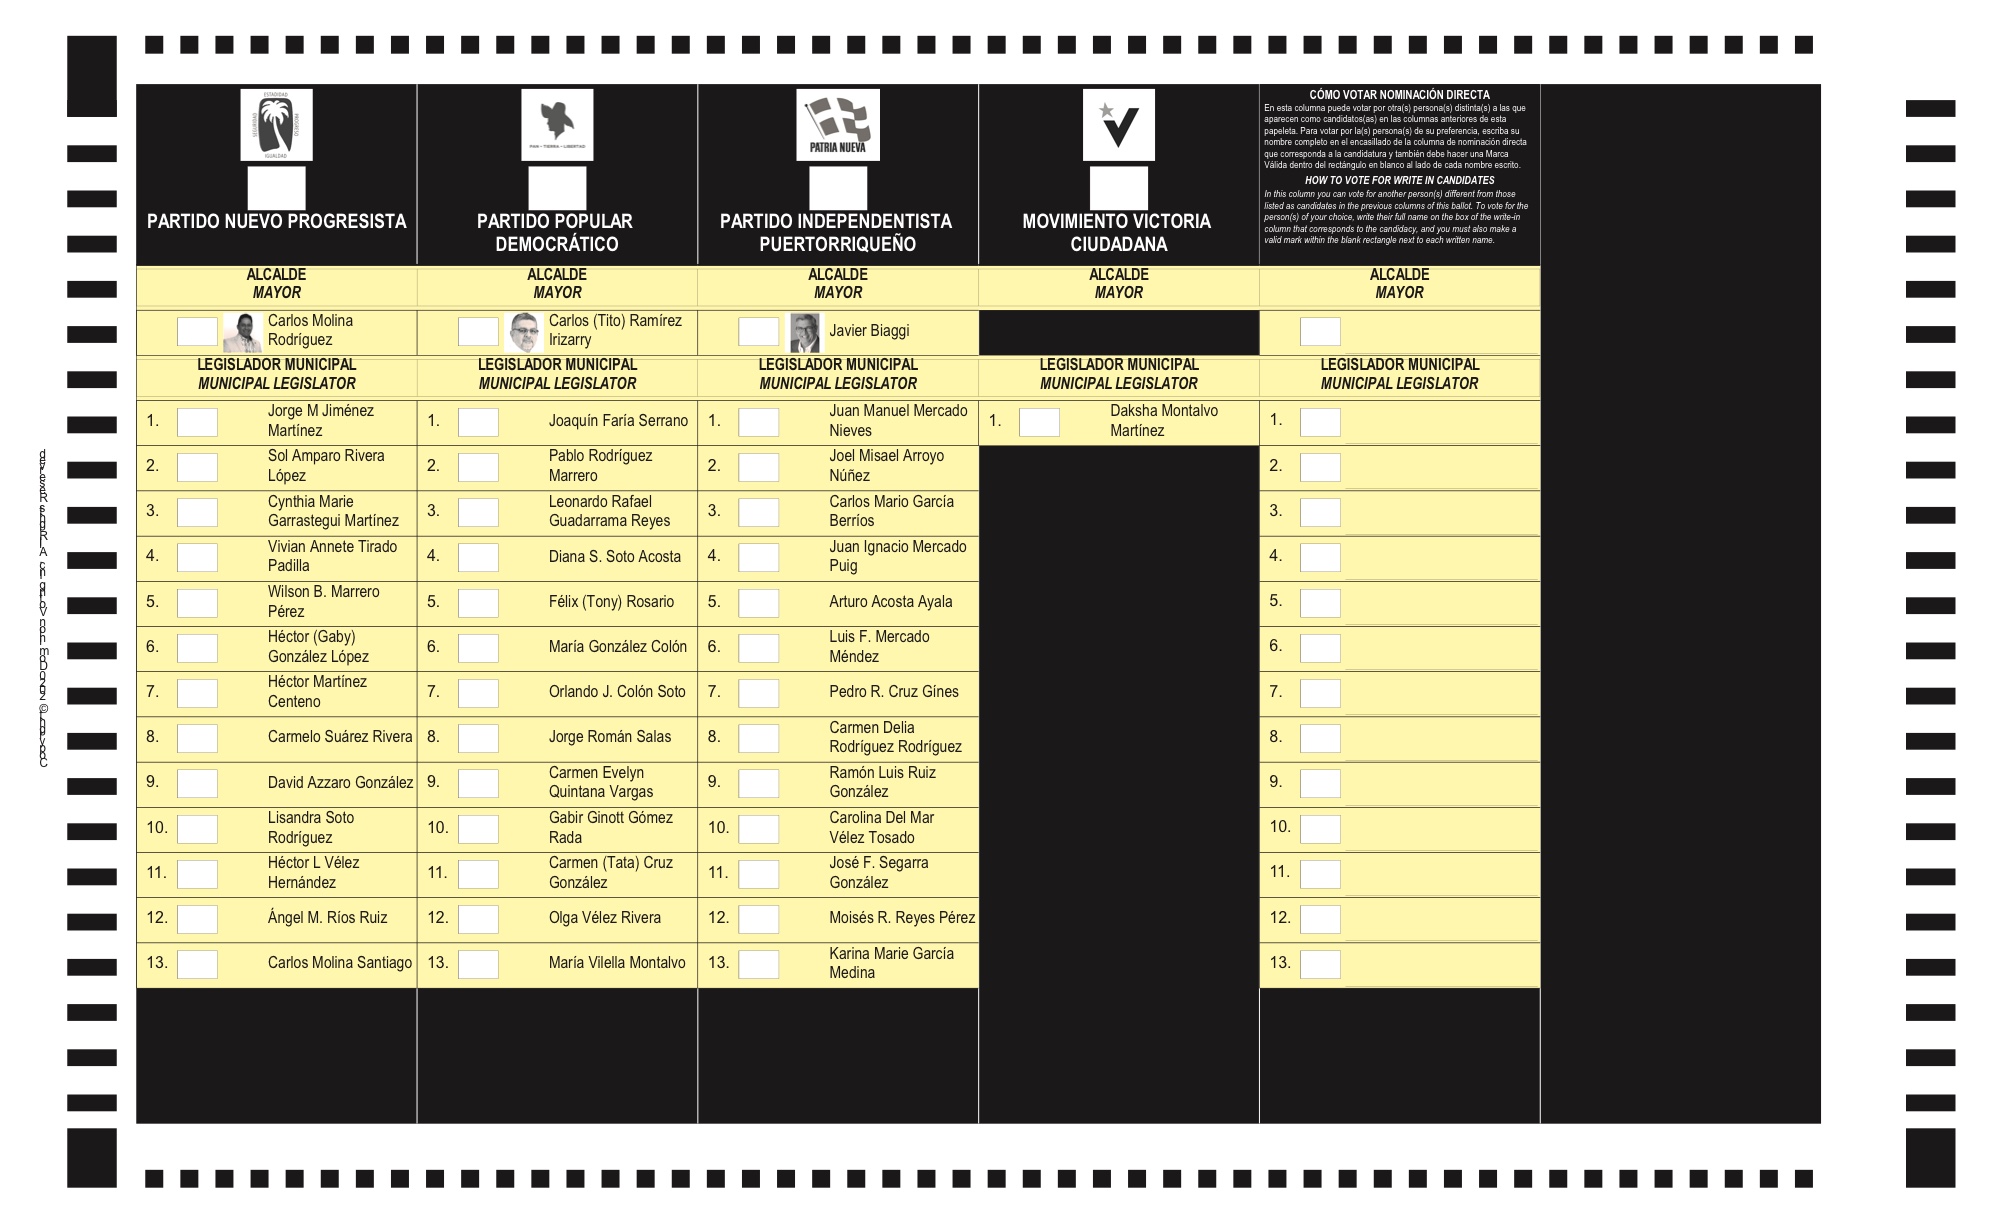 ESTADIDAD
SEGURIDAD
PROGRESO
IGUALDAD
PARTIDO NUEVO PROGRESISTA
ALCALDE
MAYOR
Carlos Molina
Rodríguez
LEGISLADOR MUNICIPAL
MUNICIPAL LEGISLATOR
1. Jorge M Jiménez
Martínez
2. Sol Amparo Rivera
López
3. Cynthia Marie
Garrastegui Martínez
4. Vivian Annete Tirado
Padilla
5. Wilson B. Marrero
Pérez
6. Héctor (Gaby)
González López
7. Héctor Martínez
Centeno
8. Carmelo Suárez Rivera
9. David Azzaro González
10. Lisandra Soto
Rodríguez
11. Héctor L Vélez
Hernández
12. Ángel M. Ríos Ruiz
13. Carlos Molina Santiago
PAN - TIERRA - LIBERTAD
PARTIDO POPULAR
DEMOCRÁTICO
ALCALDE
MAYOR
Carlos (Tito) Ramírez
Irizarry
LEGISLADOR MUNICIPAL
MUNICIPAL LEGISLATOR
1. Joaquín Faría Serrano
2. Pablo Rodríguez
Marrero
3. Leonardo Rafael
Guadarrama Reyes
4. Diana S. Soto Acosta
5. Félix (Tony) Rosario
6. María González Colón
7. Orlando J. Colón Soto
8. Jorge Román Salas
9. Carmen Evelyn
Quintana Vargas
10. Gabir Ginott Gómez
Rada
11. Carmen (Tata) Cruz
González
12. Olga Vélez Rivera
13. María Vilella Montalvo
PATRIA NUEVA
PARTIDO INDEPENDENTISTA
PUERTORRIQUEÑO
ALCALDE
MAYOR
Javier Biaggi
LEGISLADOR MUNICIPAL
MUNICIPAL LEGISLATOR
1. Juan Manuel Mercado
Nieves
2. Joel Misael Arroyo
Núñez
3. Carlos Mario García
Berríos
4. Juan Ignacio Mercado
Puig
5. Arturo Acosta Ayala
6. Luis F. Mercado
Méndez
7. Pedro R. Cruz Gínes
8. Carmen Delia
Rodríguez Rodríguez
9. Ramón Luis Ruiz
González
10. Carolina Del Mar
Vélez Tosado
11. José F. Segarra
González
12. Moisés R. Reyes Pérez
13. Karina Marie García
Medina
MOVIMIENTO VICTORIA
CIUDADANA
ALCALDE
MAYOR
LEGISLADOR MUNICIPAL
MUNICIPAL LEGISLATOR
1. Daksha Montalvo
Martínez
CÓMO VOTAR NOMINACIÓN DIRECTA
En esta columna puede votar por otra(s) persona(s) distinta(s) a las que
aparecen como candidatos(as) en las columnas anteriores de esta
papeleta. Para votar por la(s) persona(s) de su preferencia, escriba su
nombre completo en el encasillado de la columna de nominación directa
que corresponda a la candidatura y también debe hacer una Marca
Válida dentro del rectángulo en blanco al lado de cada nombre escrito.
HOW TO VOTE FOR WRITE IN CANDIDATES
In this column you can vote for another person(s) different from those
listed as candidates in the previous columns of this ballot. To vote for the
person(s) of your choice, write their full name on the box of the write-in
column that corresponds to the candidacy, and you must also make a
valid mark within the blank rectangle next to each written name.
ALCALDE
MAYOR
LEGISLADOR MUNICIPAL
MUNICIPAL LEGISLATOR
1.
2.
3.
4.
5.
6.
7.
8.
9.
10.
11.
12.
13.